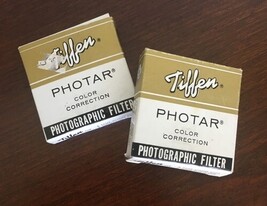 Tiffen
PHOTAR®
COLOR
CORRECTION
PHOTOGRAPHIC FILTER
Tiffen
PHOTAR®
COLOR
CORRECTION
PHOTOGRAPHIC FILTER